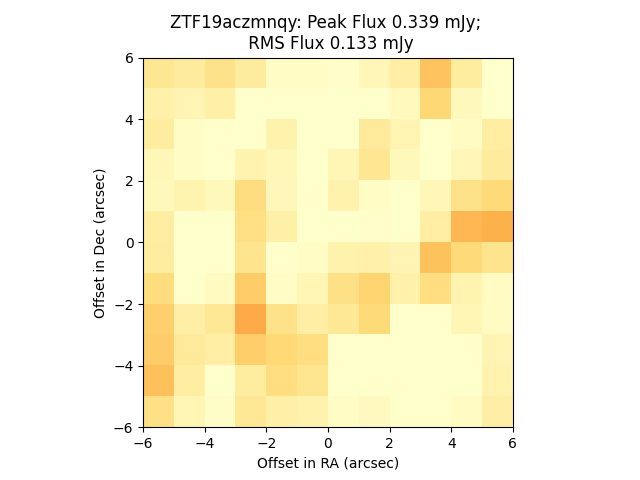 ZTF19aczmnqy: Peak Flux 0.339 mJy;
RMS Flux 0.133 mJy
6
4
2
0
−2
−4
−6
Offset in Dec (arcsec)
−6 −4 −2 0 2 4 6
Offset in RA (arcsec)